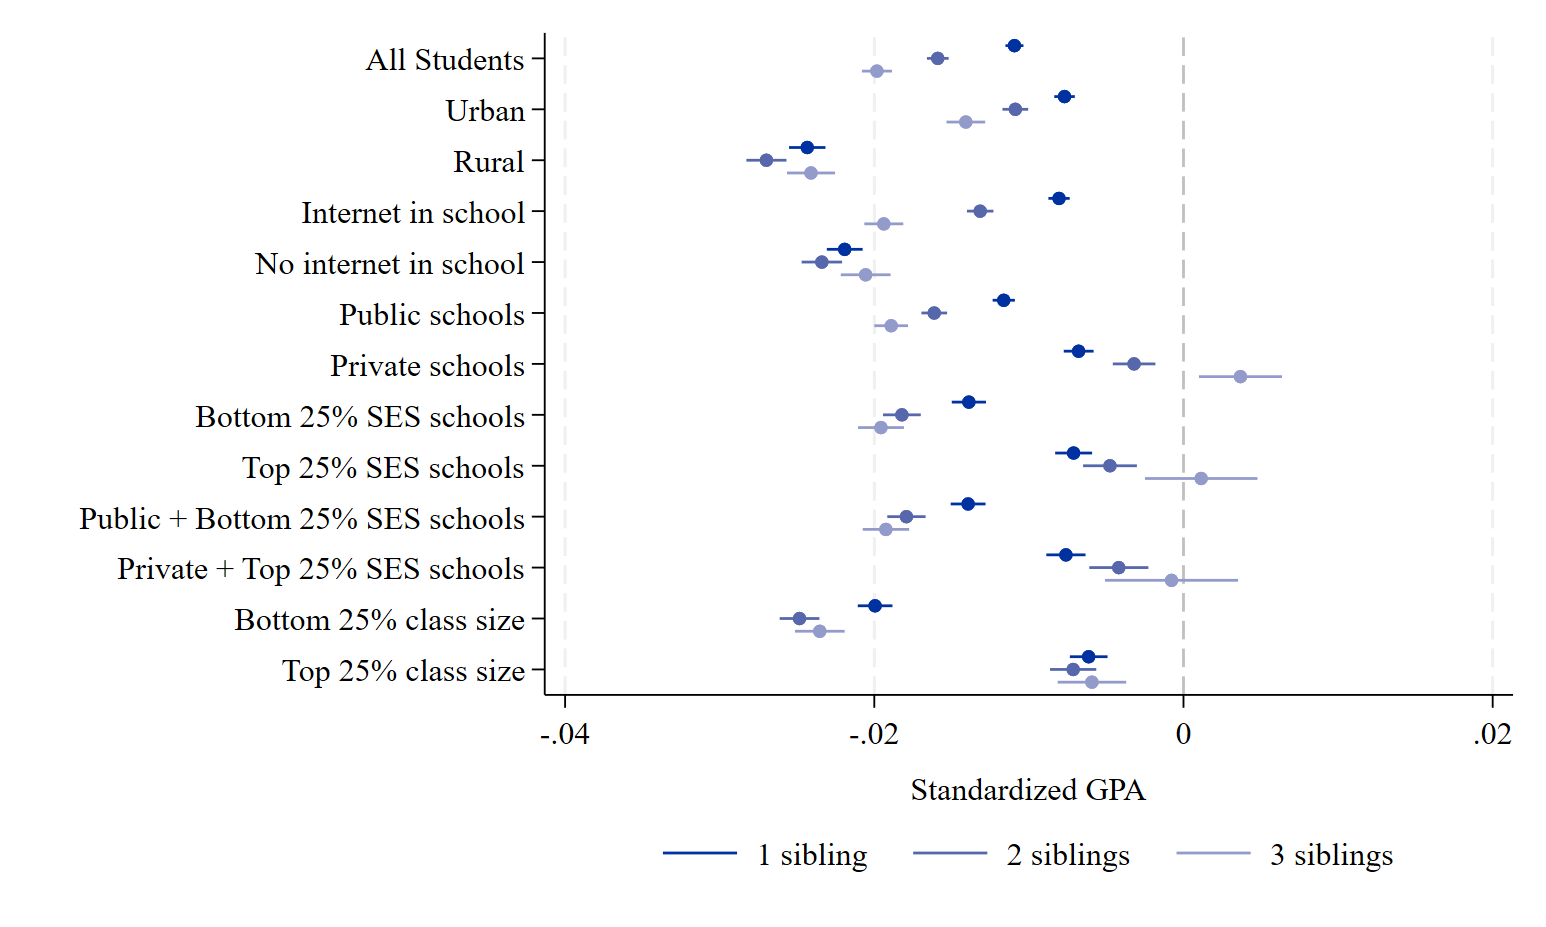 All Students
Urban
Rural
Internet in school
No internet in school
Public schools
Private schools
Bottom 25% SES schools
Top 25% SES schools
Public + Bottom 25% SES schools
Private + Top 25% SES schools
Bottom 25% class size
Top 25% class size
-.04 -.02 0 .02
Standardized GPA
1 sibling 2 siblings 3 siblings